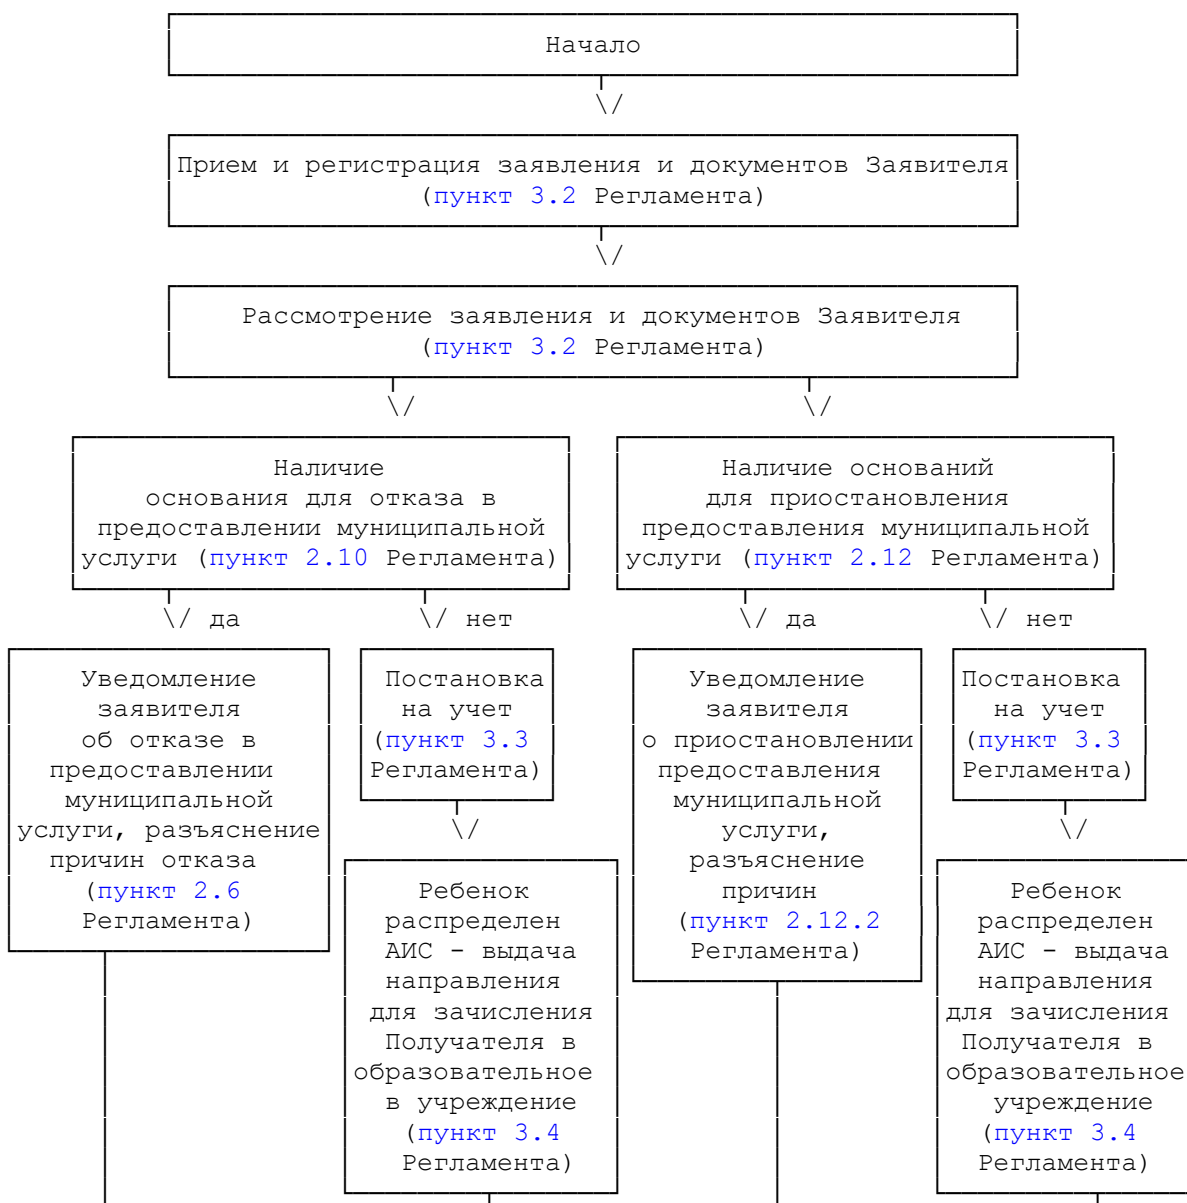 Начало
\/
Прием и регистрация заявления и документов Заявителя
(пункт 3.2 Регламента)
\/
Рассмотрение заявления и документов Заявителя
(пункт 3.2 Регламента)
\/
\/
Наличие
основания для отказа в
предоставлении муниципальной
услуги (пункт 2.10 Регламента)
Наличие оснований
для приостановления
предоставления муниципальной
услуги (пункт 2.12 Регламента)
\/ да
\/ нет
\/ да
\/ нет
Уведомление
заявителя
об отказе в
предоставлении
муниципальной
услуги, разъяснение
причин отказа
(пункт 2.6
Регламента)
Постановка
на учет
(пункт 3.3
Регламента)
\/
Ребенок
распределен
АИС - выдача
направления
для зачисления
Получателя в
образовательное
в учреждение
(пункт 3.4
Регламента)
Уведомление
заявителя
о приостановлении
предоставления
муниципальной
услуги,
разъяснение
причин
(пункт 2.12.2
Регламента)
Постановка
на учет
(пункт 3.3
Регламента)
\/
Ребенок
распределен
АИС - выдача
направления
для зачисления
Получателя в
образовательное
учреждение
(пункт 3.4
Регламента)